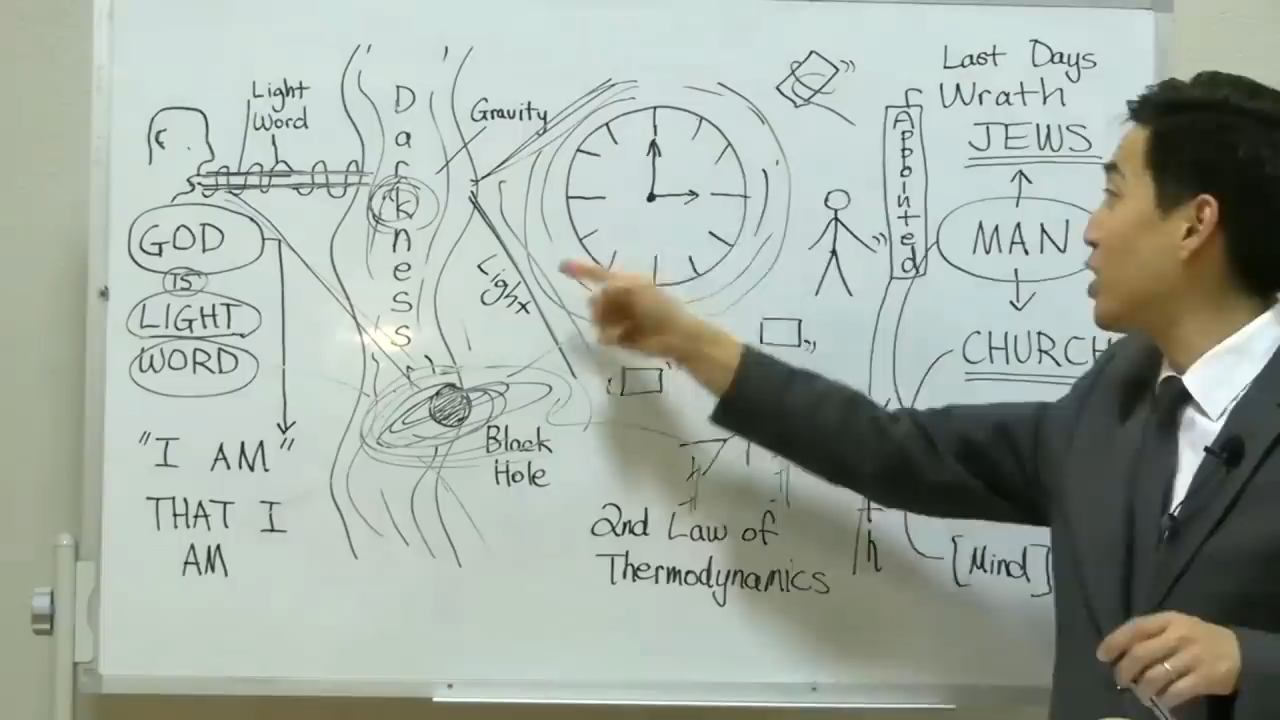 Light
Word
Darkness
Gravity
Light
GOD
IS
LIGHT
WORD
"I AM"
THAT I
AM
Black
Hole
2nd Law of
Thermodynamics
Last Days
Wrath
Appointed
JEWS
MAN
CHURCH
[Mind]